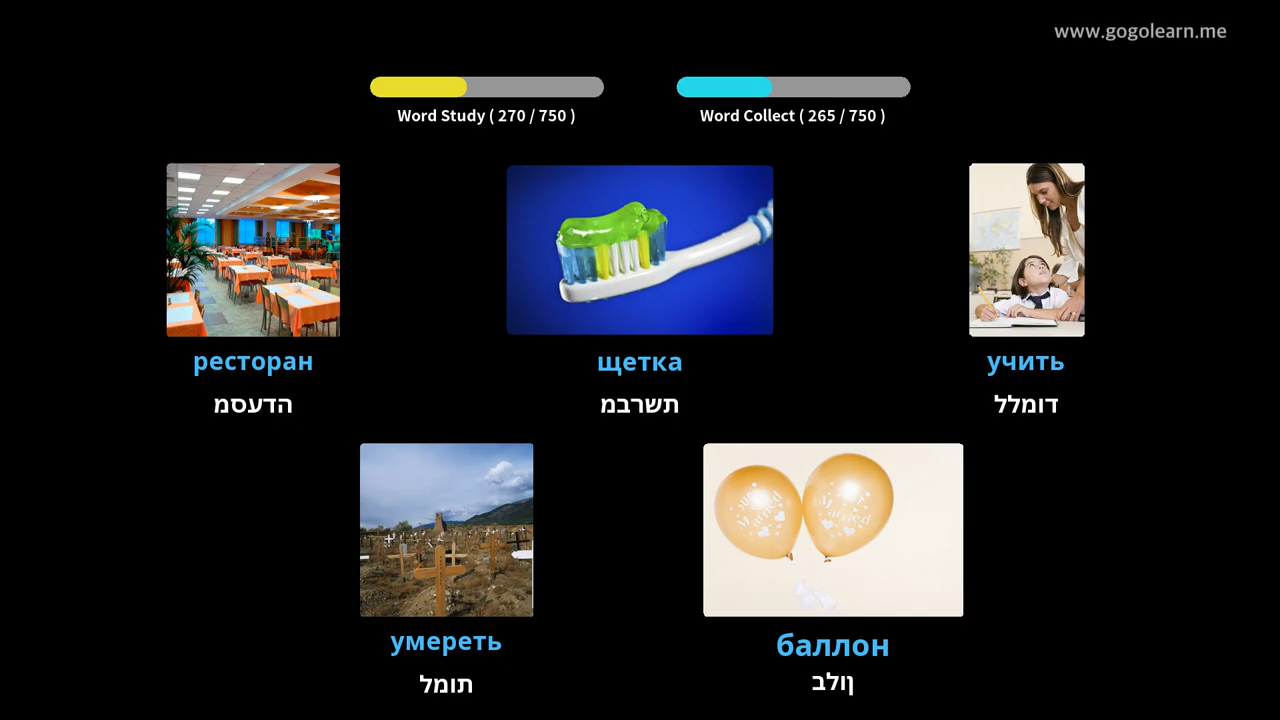 www.gogolearn.me
Word Study ( 270 / 750 )
Word Collect ( 265 / 750 )
ресторан
הדעסמ
щетка
תשרבמ
учить
דומלל
умереть
תומל
баллон
ןולב